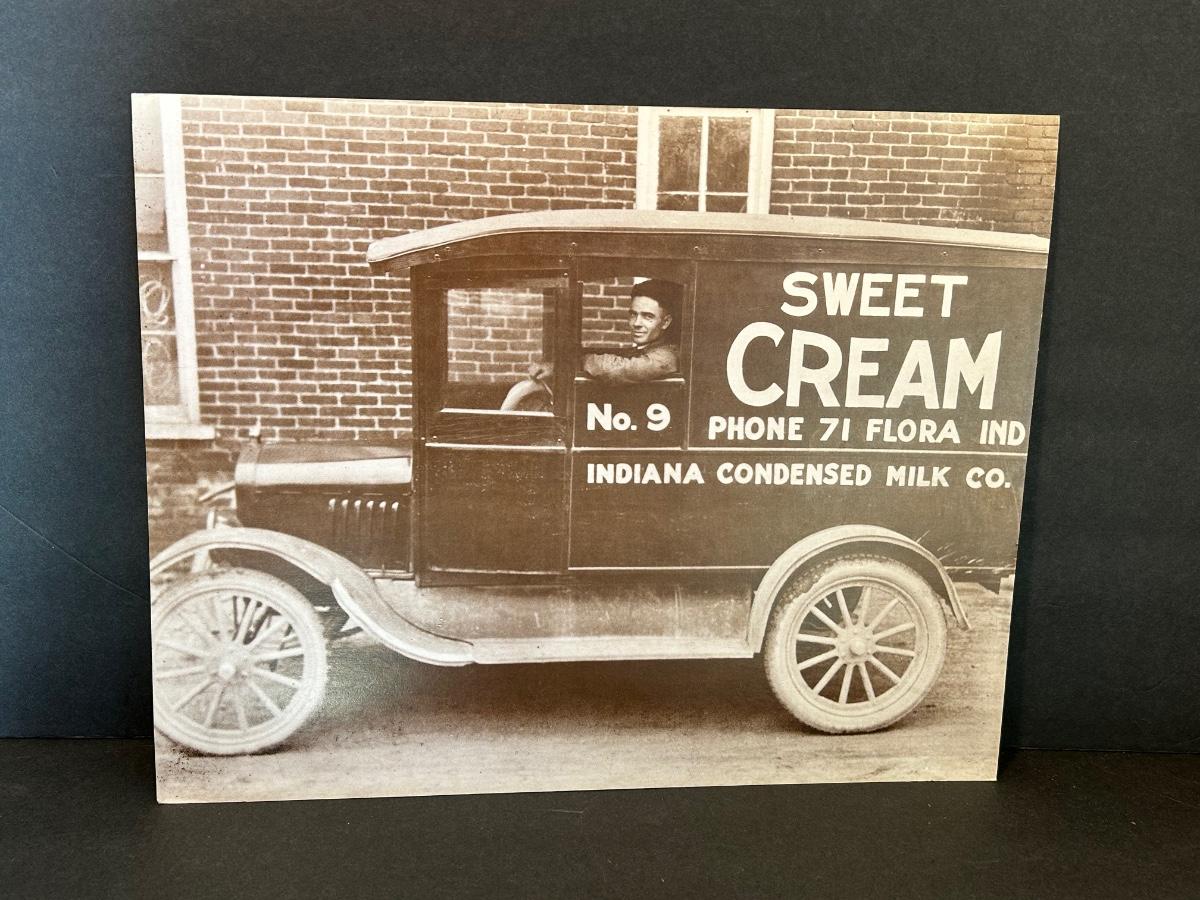 SWEET
CREAM
No. 9
PHONE 71 FLORA IND
INDIANA CONDENSED MILK CO.